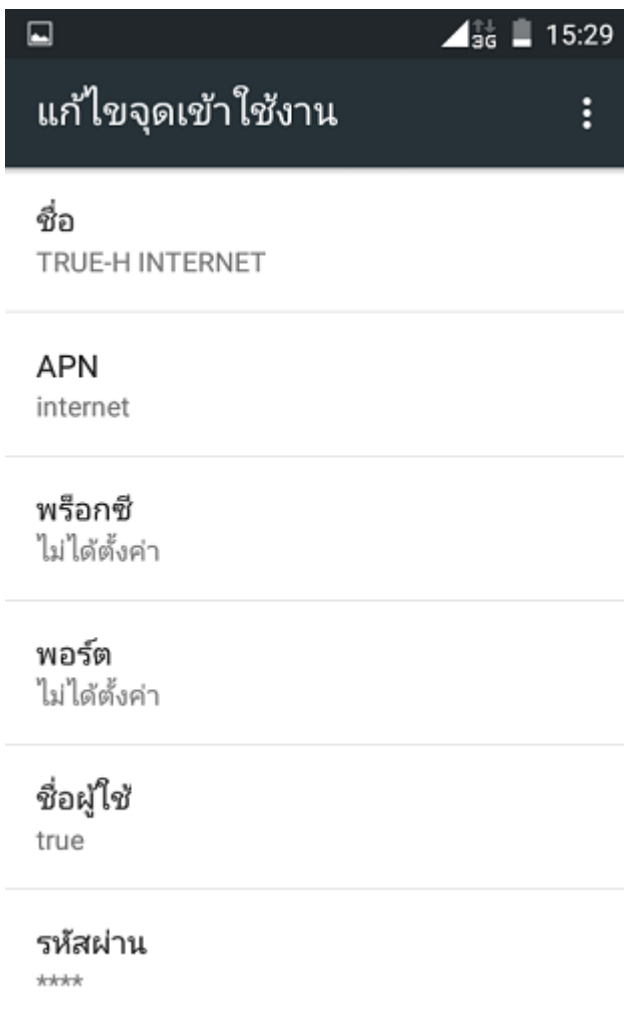 3G 15:29
แก้ไขจุดเข้าใช้งาน
ชื่อ
TRUE-H INTERNET
APN
internet
พร็อกซี
ไม่ได้ตั้งค่า
พอร์ต
ไม่ได้ตั้งค่า
ชื่อผู้ใช้
true
รหัสผ่าน
****